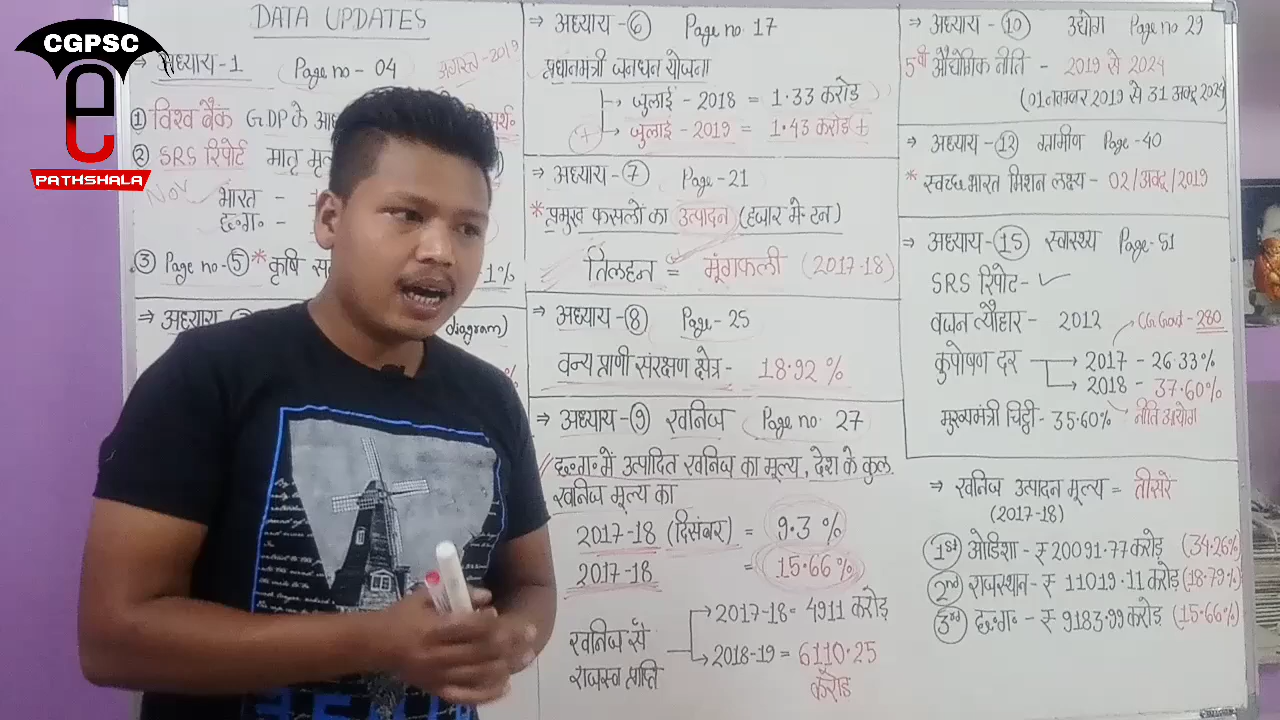 CGPSC
e
PATHSHALA
DATA UPDATES
अध्याय-1 (Page no - 04 अगस्त-2019
① विश्व बैंक GDP के
② SRS रिपोर्ट मातृ
Nov भारत -
छ॰ग॰ -
③ Page no-⑤ * कृषि 1%
⇒ अध्याय diagram)
%
⇒ अध्याय -⑥ Page no. 17
प्रधानमंत्री जनधन योजना
→ जुलाई - 2018 = 1.33 करोड़
(+) → जुलाई - 2019 = 1.43 करोड़ +
⇒ अध्याय -⑦ Page -21
* प्रमुख फसलों का उत्पादन (हजार मे॰ टन)
तिलहन = मूंगफली (2017-18)
⇒ अध्याय -⑧ Page- 25
वन्य प्राणी संरक्षण क्षेत्र - 18.92 %
⇒ अध्याय -⑨ खनिज Page no. 27
// छ॰ग॰ में उत्पादित खनिज का मूल्य, देश के कुल
खनिज मूल्य का
2017-18 (दिसंबर) = 9.3 %
2017-18 = 15.66 %
खनिज से राजस्व प्राप्ति
→ 2017-18 = 4911 करोड़
→ 2018-19 = 6110.25 करोड़
⇒ अध्याय -⑩ उद्योग Page no 29
5वी औद्योगिक नीति - 2019 से 2024
(01 नवम्बर 2019 से 31 अक्टू 2024)
⇒ अध्याय -⑫ ग्रामीण Page -40
* स्वच्छ भारत मिशन लक्ष्य - 02/अक्टू/2019
→ अध्याय -⑮ स्वास्थ्य Page -51
SRS रिपोट- ✓
वजन त्यौहार - 2012 CG Govt - 280
कुपोषण दर → 2017 - 26.33%
→ 2018 - 37.60%
मुख्यमंत्री चिट्ठी - 35.60% नीति आयोग
⇒ खनिज उत्पादन मूल्य = तीसरे
(2017-18)
1st ओडिशा - ₹ 20091.77 करोड़ (34.26%)
2nd राजस्थान - ₹ 11019.11 करोड़ (18.79%)
3rd छ॰ग॰ - ₹ 9183.99 करोड़ (15.66%)